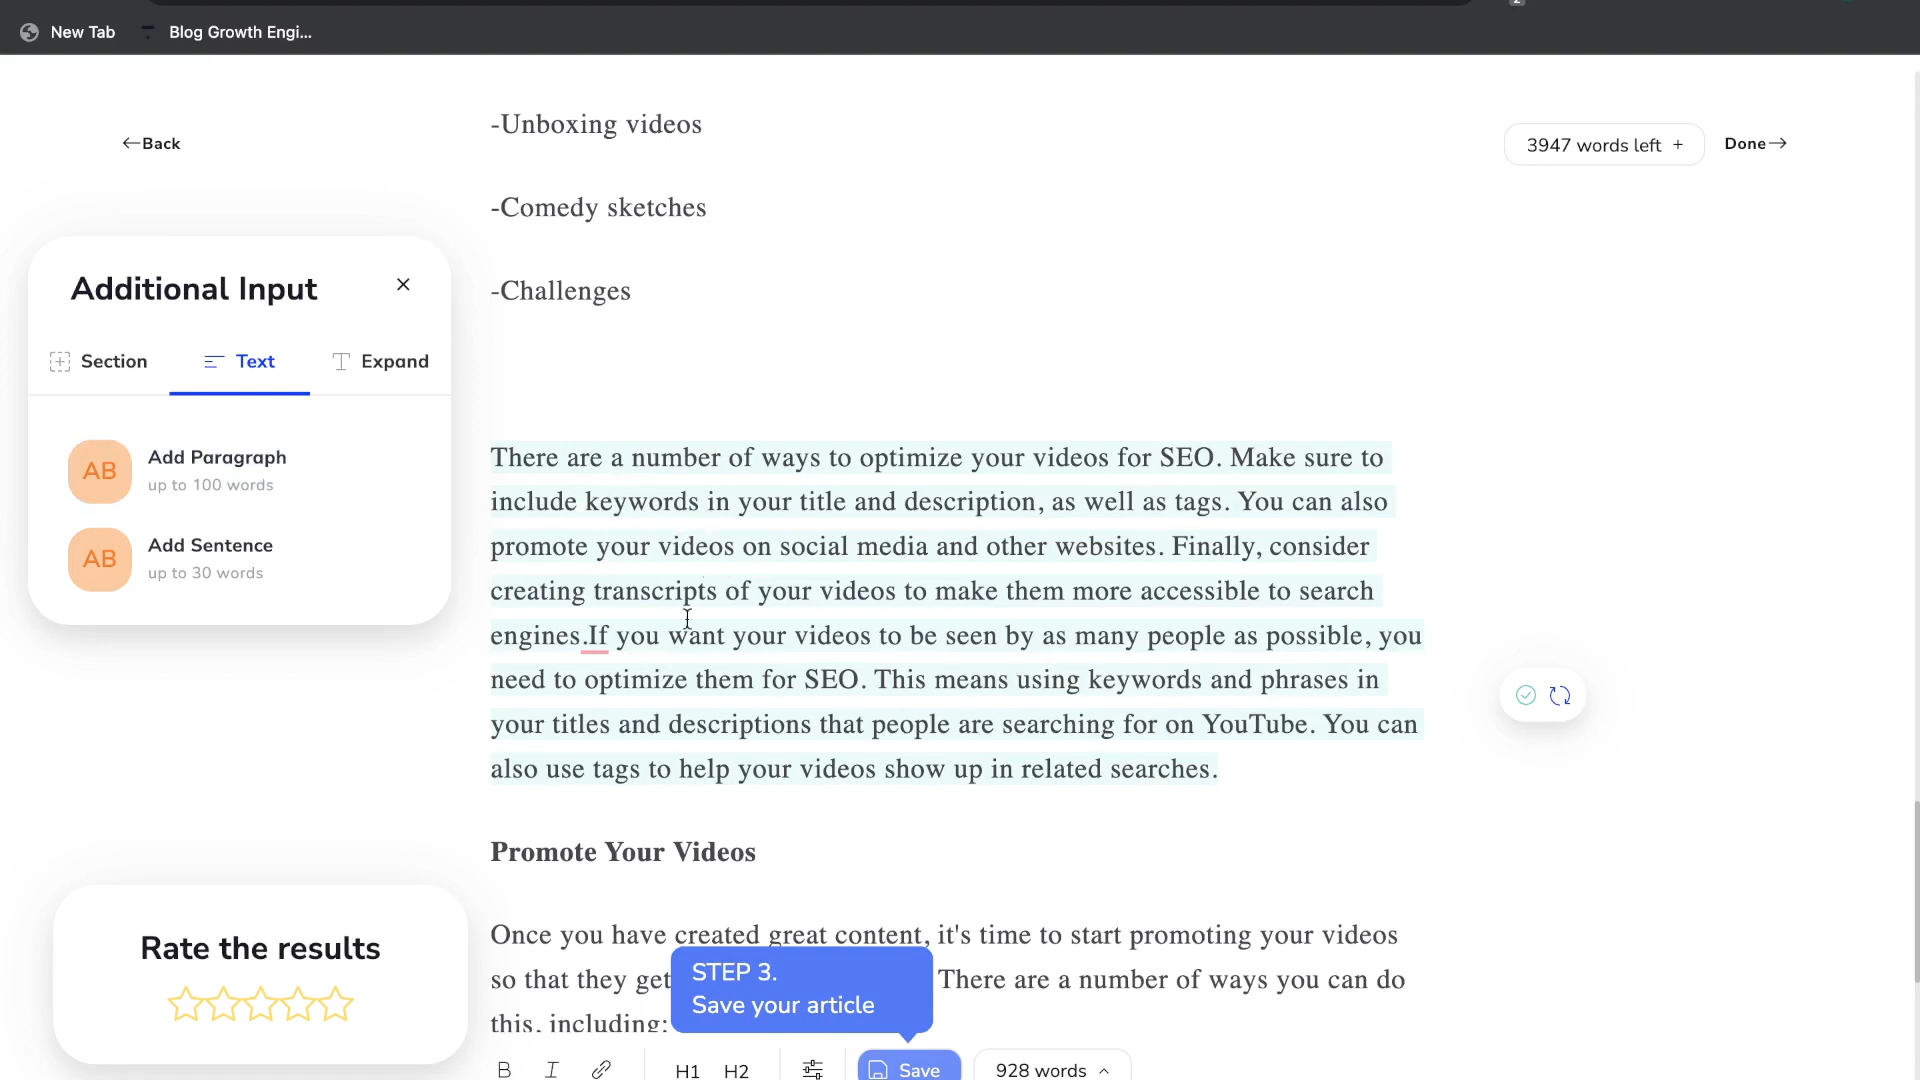 New Tab
Blog Growth Engi...
-Unboxing videos
←Back
3947 words left +
Done→
-Comedy sketches
-Challenges
Additional Input
Section
Text
Expand
AB
Add Paragraph
up to 100 words
AB
Add Sentence
up to 30 words
There are a number of ways to optimize your videos for SEO. Make sure to
include keywords in your title and description, as well as tags. You can also
promote your videos on social media and other websites. Finally, consider
creating transcripts of your videos to make them more accessible to search
engines.If you want your videos to be seen by as many people as possible, you
need to optimize them for SEO. This means using keywords and phrases in
your titles and descriptions that people are searching for on YouTube. You can
also use tags to help your videos show up in related searches.
Promote Your Videos
Once you have created great content, it's time to start promoting your videos
so that they get
There are a number of ways you can do
this, including:
STEP 3.
Save your article
Rate the results
B
I
H1
H2
Save
928 words